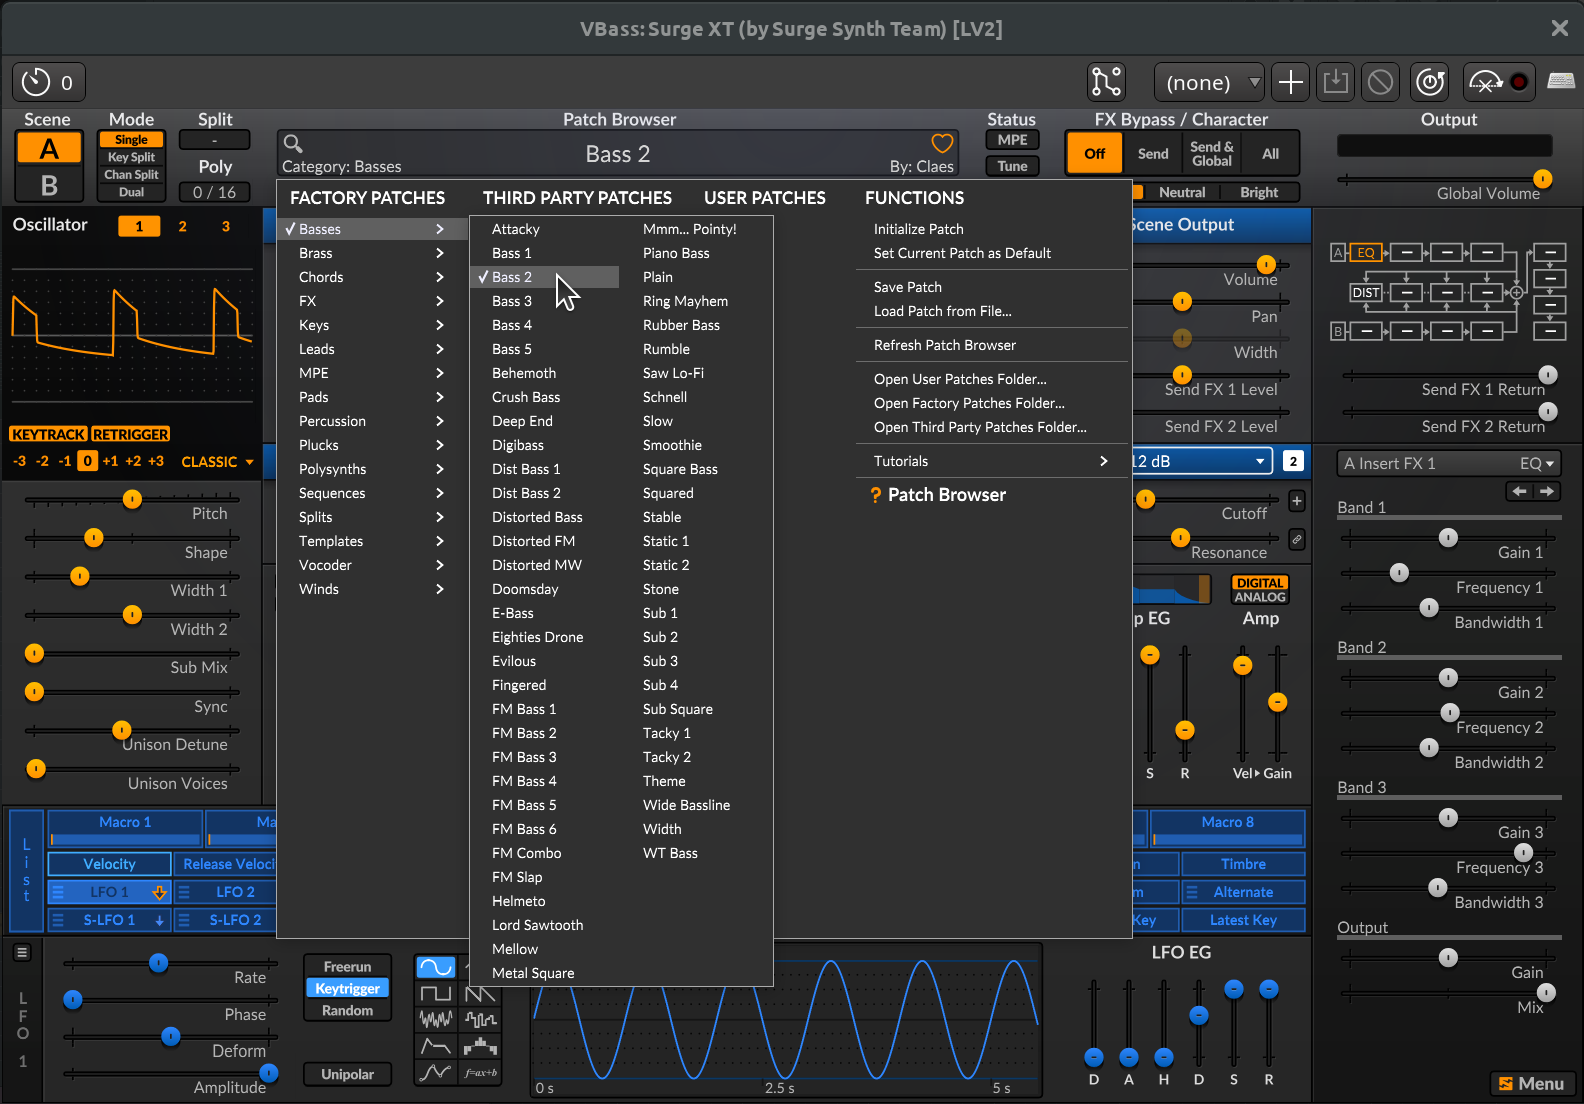 VBass: Surge XT (by Surge Synth Team) [LV2]
0
(none)
Scene
Mode
Split
Patch Browser
Status
FX Bypass / Character
Output
A
B
Single
Key Split
Chan Split
Dual
-
Poly
0 / 16
Category: Basses
Bass 2
By: Claes
MPE
Tune
Off
Send
Send & Global
All
Neutral
Bright
Global Volume
Oscillator
1
2
3
KEYTRACK
RETRIGGER
-3 -2 -1 0 +1 +2 +3
CLASSIC
Pitch
Shape
Width 1
Width 2
Sub Mix
Sync
Unison Detune
Unison Voices
FACTORY PATCHES
Basses
Brass
Chords
FX
Keys
Leads
MPE
Pads
Percussion
Plucks
Polysynths
Sequences
Splits
Templates
Vocoder
Winds
THIRD PARTY PATCHES
USER PATCHES
Attacky
Bass 1
Bass 2
Bass 3
Bass 4
Bass 5
Behemoth
Crush Bass
Deep End
Digibass
Dist Bass 1
Dist Bass 2
Distorted Bass
Distorted FM
Distorted MW
Doomsday
E-Bass
Eighties Drone
Evilous
Fingered
FM Bass 1
FM Bass 2
FM Bass 3
FM Bass 4
FM Bass 5
FM Bass 6
FM Combo
FM Slap
Helmeto
Lord Sawtooth
Mellow
Metal Square
Mmm... Pointy!
Piano Bass
Plain
Ring Mayhem
Rubber Bass
Rumble
Saw Lo-Fi
Schnell
Slow
Smoothie
Square Bass
Squared
Stable
Static 1
Static 2
Stone
Sub 1
Sub 2
Sub 3
Sub 4
Sub Square
Tacky 1
Tacky 2
Theme
Wide Bassline
Width
WT Bass
FUNCTIONS
Initialize Patch
Set Current Patch as Default
Save Patch
Load Patch from File...
Refresh Patch Browser
Open User Patches Folder...
Open Factory Patches Folder...
Open Third Party Patches Folder...
Tutorials
? Patch Browser
Scene Output
Volume
Pan
Width
Send FX 1 Level
Send FX 2 Level
12 dB
2
Cutoff
Resonance
p EG
DIGITAL
ANALOG
Amp
S
R
Vel
Gain
A
EQ
DIST
B
Send FX 1 Return
Send FX 2 Return
A Insert FX 1
EQ
Band 1
Gain 1
Frequency 1
Bandwidth 1
Band 2
Gain 2
Frequency 2
Bandwidth 2
Band 3
Gain 3
Frequency 3
Bandwidth 3
Output
Gain
Mix
List
Macro 1
Ma
Macro 8
Velocity
Release Veloci
n
Timbre
LFO 1
LFO 2
m
Alternate
S-LFO 1
S-LFO 2
Key
Latest Key
LFO 1
Rate
Phase
Deform
Amplitude
Freerun
Keytrigger
Random
Unipolar
f=ax+b
0 s
2.5 s
5 s
LFO EG
D
A
H
D
S
R
Menu